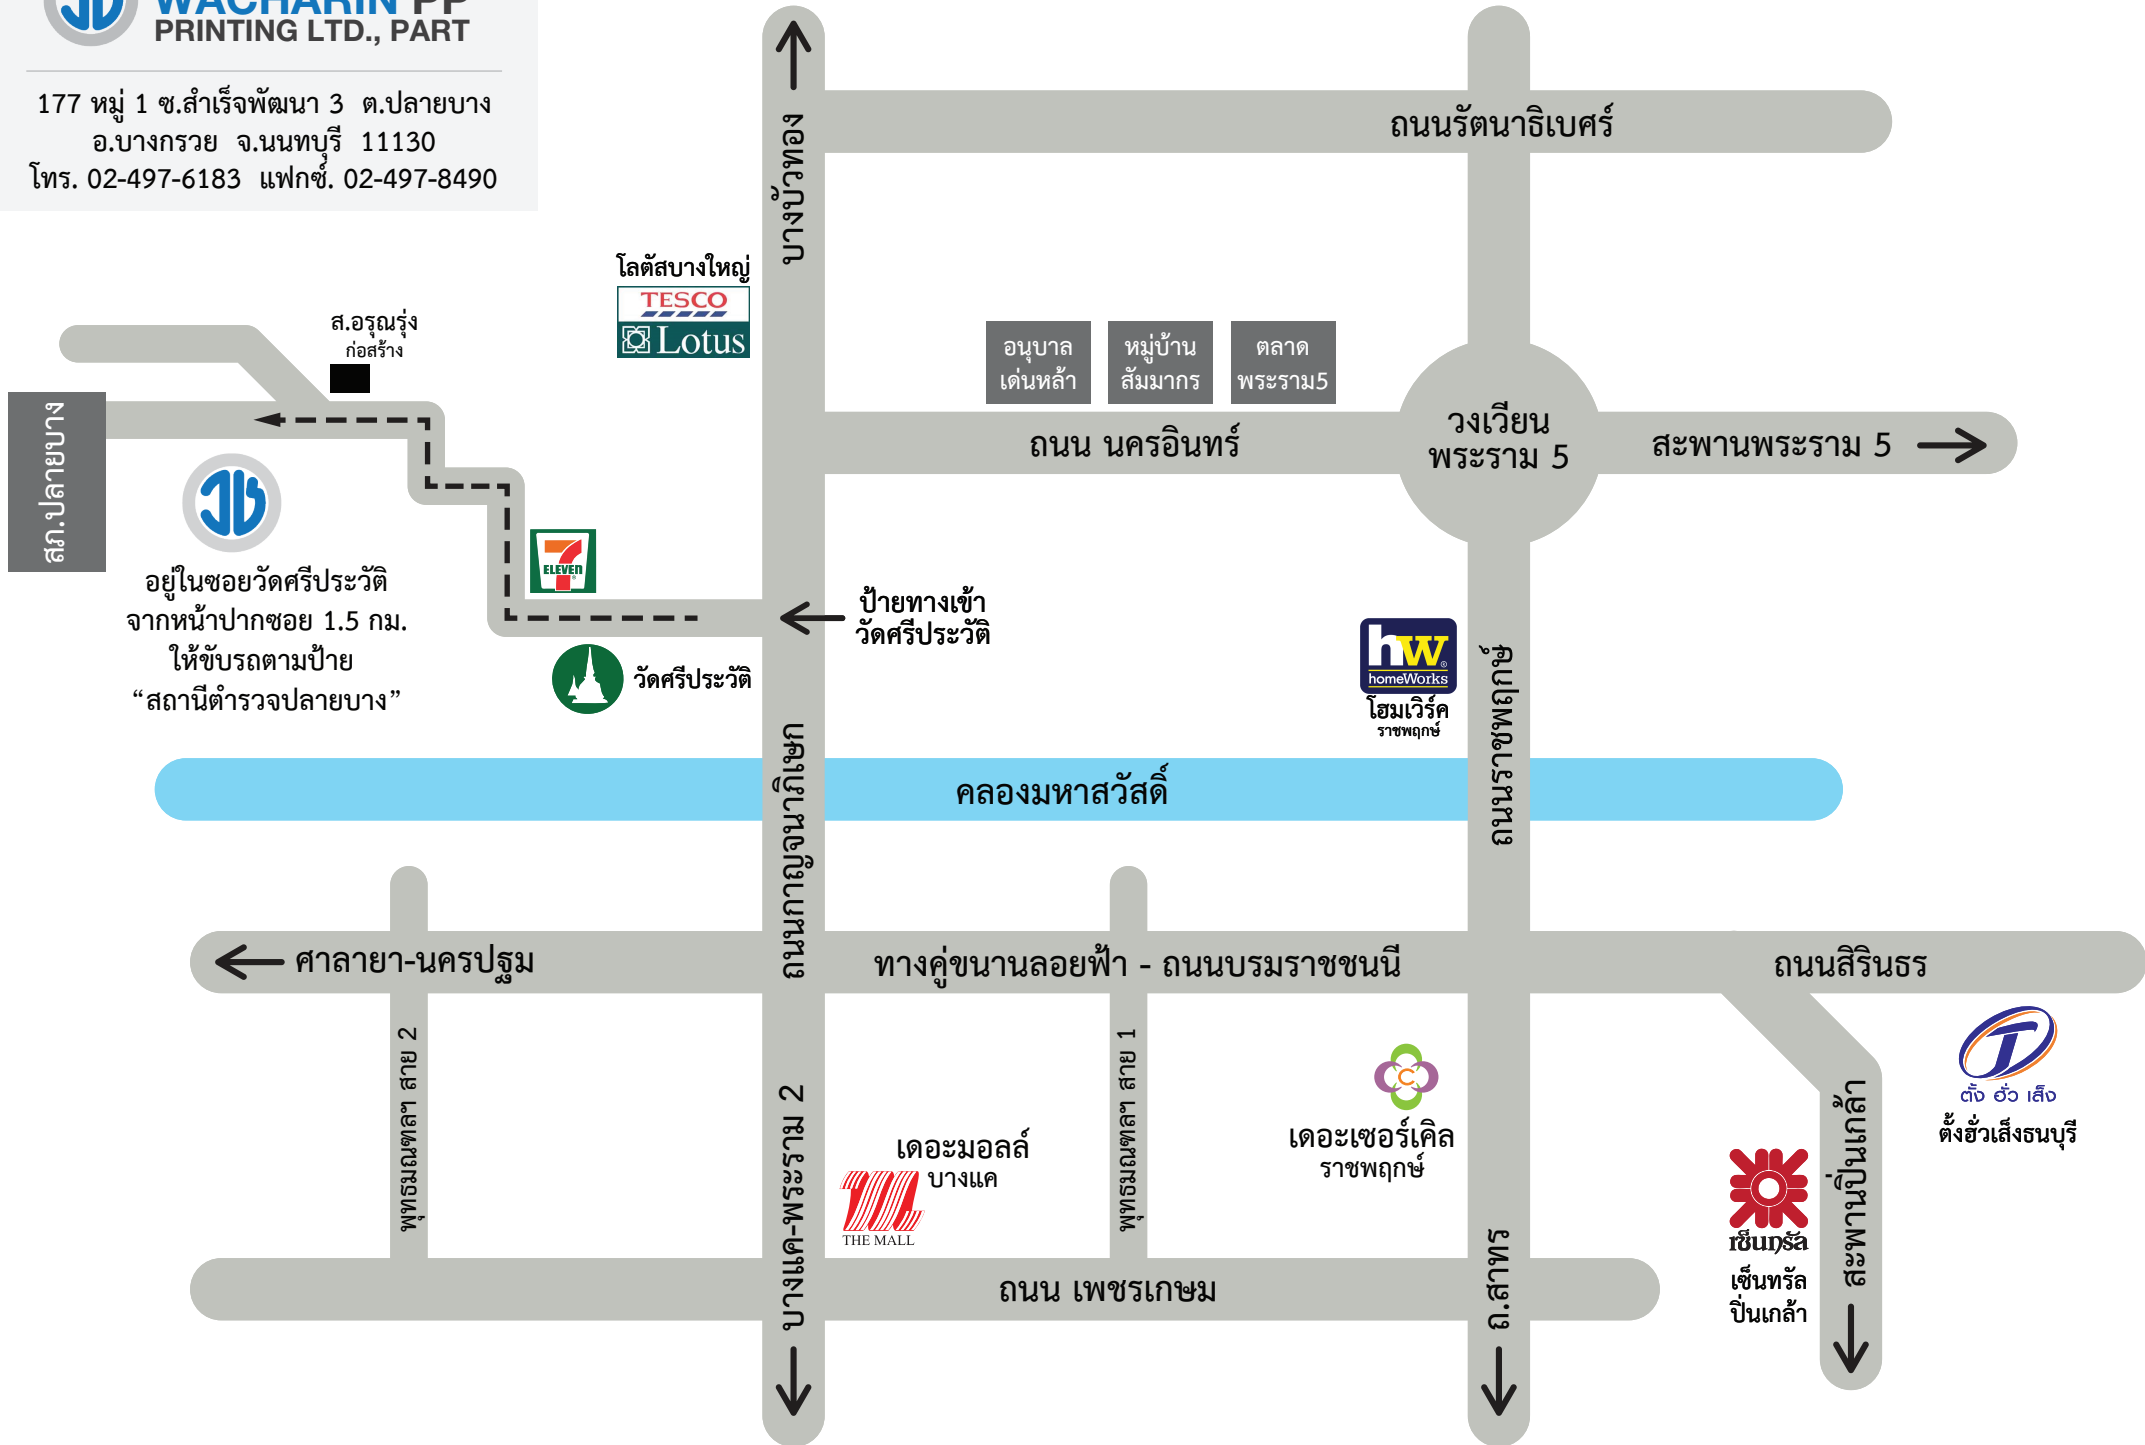 WACHARIN PP
PRINTING LTD., PART
177 หมู่ 1 ซ.สำเร็จพัฒนา 3 ต.ปลายบาง
อ.บางกรวย จ.นนทบุรี 11130
โทร. 02-497-6183 แฟกซ์. 02-497-8490
บางบัวทอง
ถนนรัตนาธิเบศร์
โลตัสบางใหญ่
TESCO
Lotus
ส.อรุณรุ่ง
ก่อสร้าง
อนุบาล
เด่นหล้า
หมู่บ้าน
สัมมากร
ตลาด
พระราม5
สภ.ปลายบาง
ถนน นครอินทร์
วงเวียน
พระราม 5
สะพานพระราม 5
7
ELEVEN
อยู่ในซอยวัดศรีประวัติ
จากหน้าปากซอย 1.5 กม.
ให้ขับรถตามป้าย
“สถานีตำรวจปลายบาง”
ป้ายทางเข้า
วัดศรีประวัติ
วัดศรีประวัติ
hw
homeWorks
โฮมเวิร์ค
ราชพฤกษ์
ถนนราชพฤกษ์
คลองมหาสวัสดิ์
ถนนกาญจนาภิเษก
ศาลายา-นครปฐม
ทางคู่ขนานลอยฟ้า - ถนนบรมราชชนนี
ถนนสิรินธร
พุทธมณฑลฯ สาย 2
บางแค-พระราม 2
พุทธมณฑลฯ สาย 1
เดอะมอลล์
บางแค
THE MALL
C
เดอะเซอร์เคิล
ราชพฤกษ์
ตั้ง ฮั่ว เส็ง
ตั้งฮั่วเส็งธนบุรี
เซ็นทรัล
เซ็นทรัล
ปิ่นเกล้า
สะพานปิ่นเกล้า
ถนน เพชรเกษม
ถ.สาทร